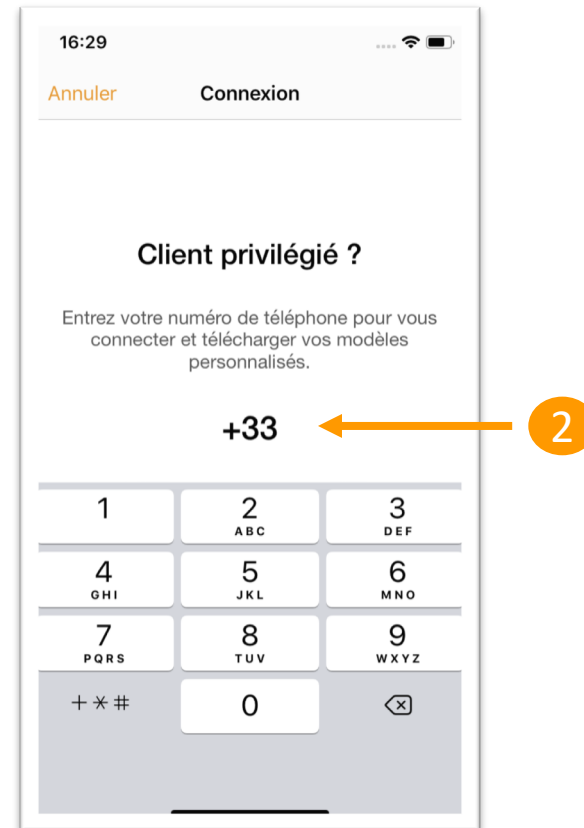 16:29
Annuler Connexion
Client privilégié ?
Entrez votre numéro de téléphone pour vous
connecter et télécharger vos modèles
personnalisés.
+33
2
1 2 3
ABC DEF
4 5 6
GHI JKL MNO
7 8 9
PQRS TUV WXYZ
+*# 0